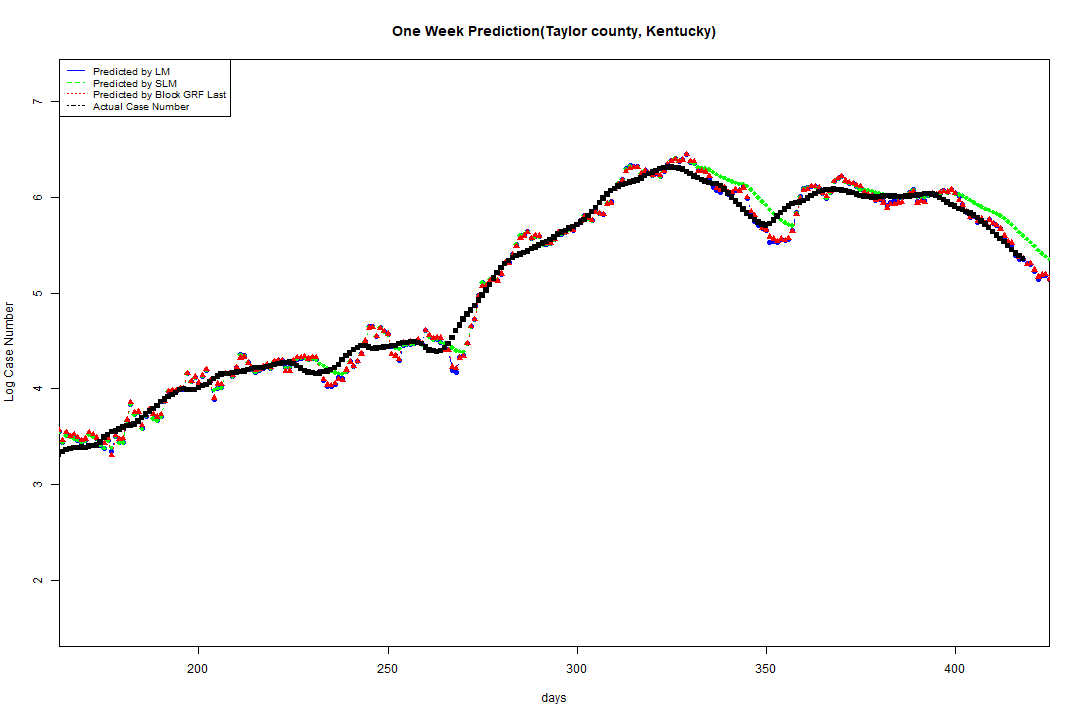 One Week Prediction(Taylor county, Kentucky)
Predicted by LM
Predicted by SLM
Predicted by Block GRF Last
Actual Case Number
7
6
5
4
3
2
Log Case Number
200 250 300 350 400
days